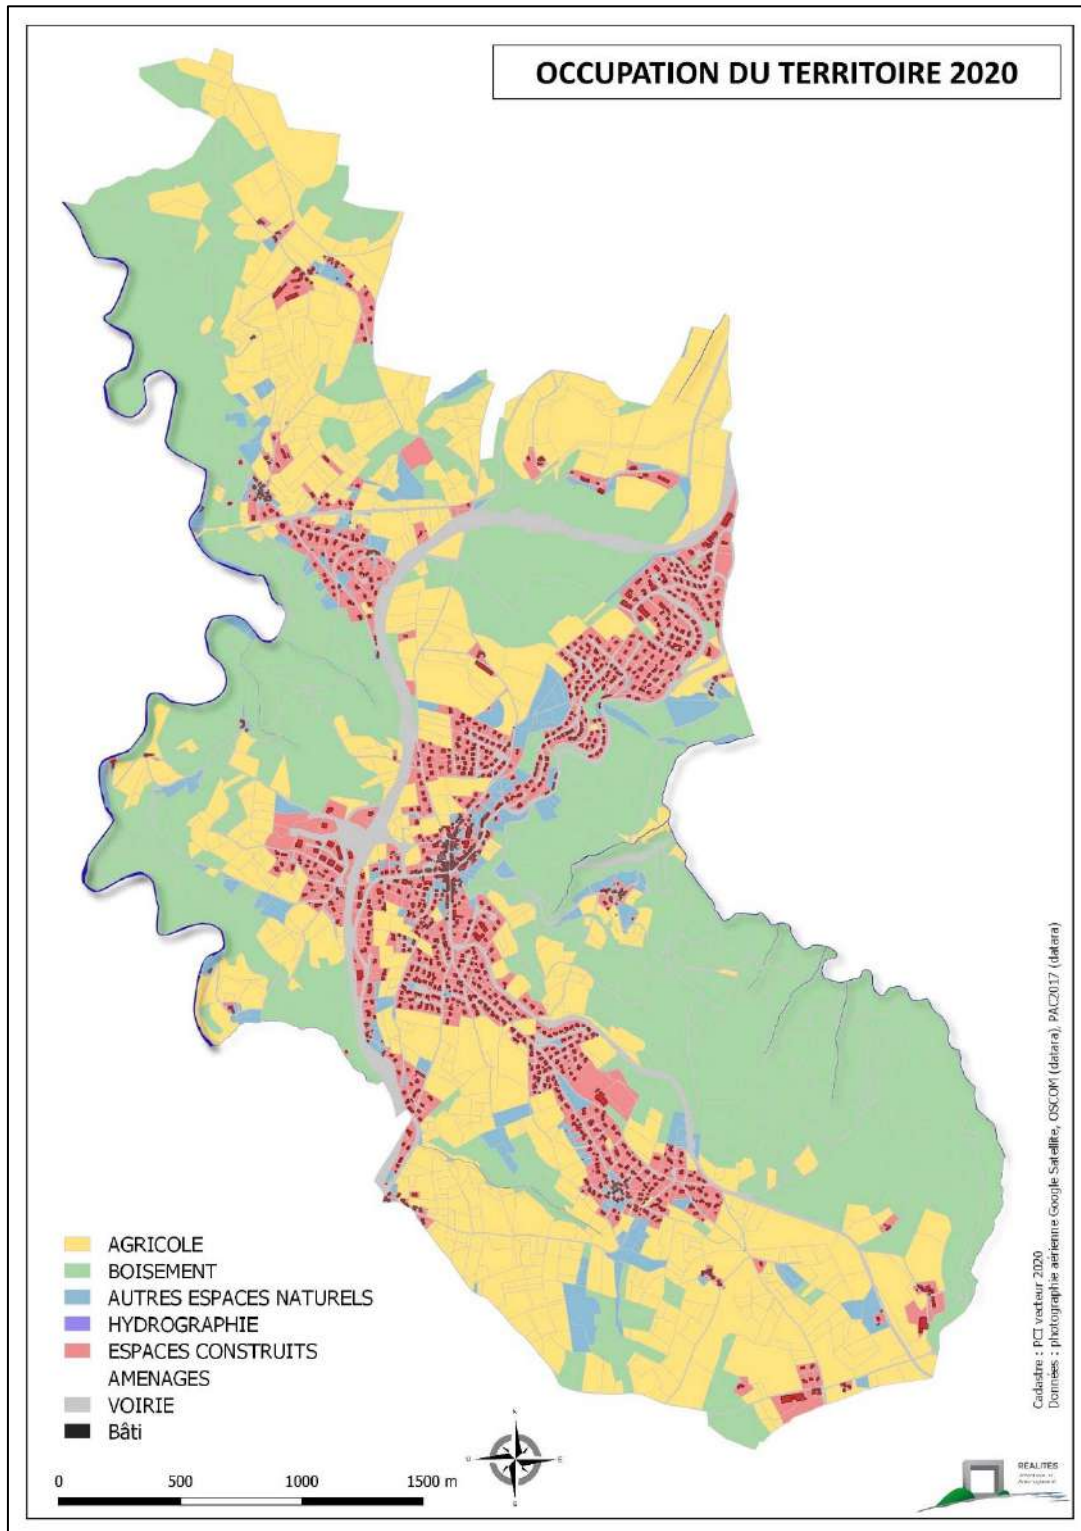 OCCUPATION DU TERRITOIRE 2020
AGRICOLE
BOISEMENT
AUTRES ESPACES NATURELS
HYDROGRAPHIE
ESPACES CONSTRUITS
AMENAGES
VOIRIE
Bâti
0 500 1000 1500 m
N
E
S
O
Cadastre : PCI vecteur 2020
Données : photographie aérienne Google Satellite, OSCOM (datara), PAC2017 (datara)
RÉALITÉS